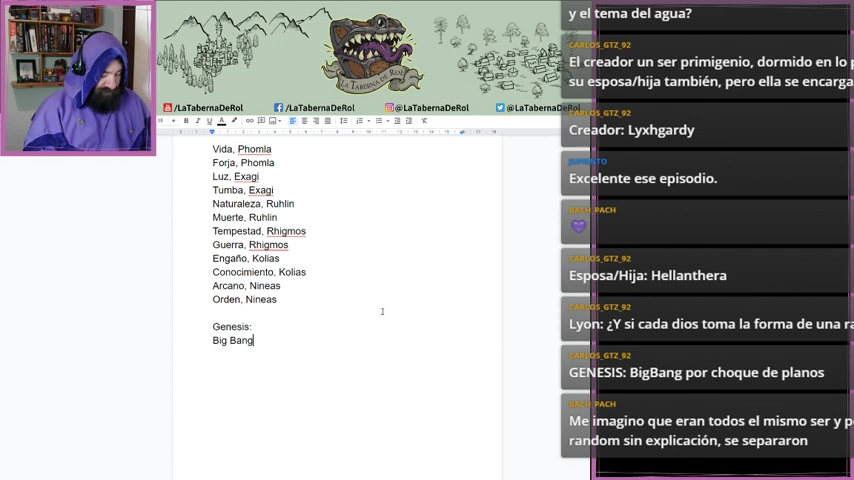 LA TABERNA DE ROL
/LaTabernaDeRol
/LaTabernaDeRol
@LaTabernaDeRol
/LaTabernaDeRol
Vida, Phomla
Forja, Phomla
Luz, Exagi
Tumba, Exagi
Naturaleza, Ruhlin
Muerte, Ruhlin
Tempestad, Rhigmos
Guerra, Rhigmos
Engaño, Kolias
Conocimiento, Kolias
Arcano, Nineas
Orden, Nineas
Genesis:
Big Bang
y el tema del agua?
CARLOS_GTZ_92
El creador un ser primigenio, dormido en lo
su esposa/hija también, pero ella se encarga
CARLOS_GTZ_92
Creador: Lyxhgardy
Excelente ese episodio.
BACH_PACH
CARLOS_GTZ_92
Esposa/Hija: Hellanthera
CARLOS_GTZ_92
Lyon: ¿Y si cada dios toma la forma de una
CARLOS_GTZ_92
GENESIS: BigBang por choque de planos
BACH_PACH
Me imagino que eran todos el mismo ser y
random sin explicación, se separaron